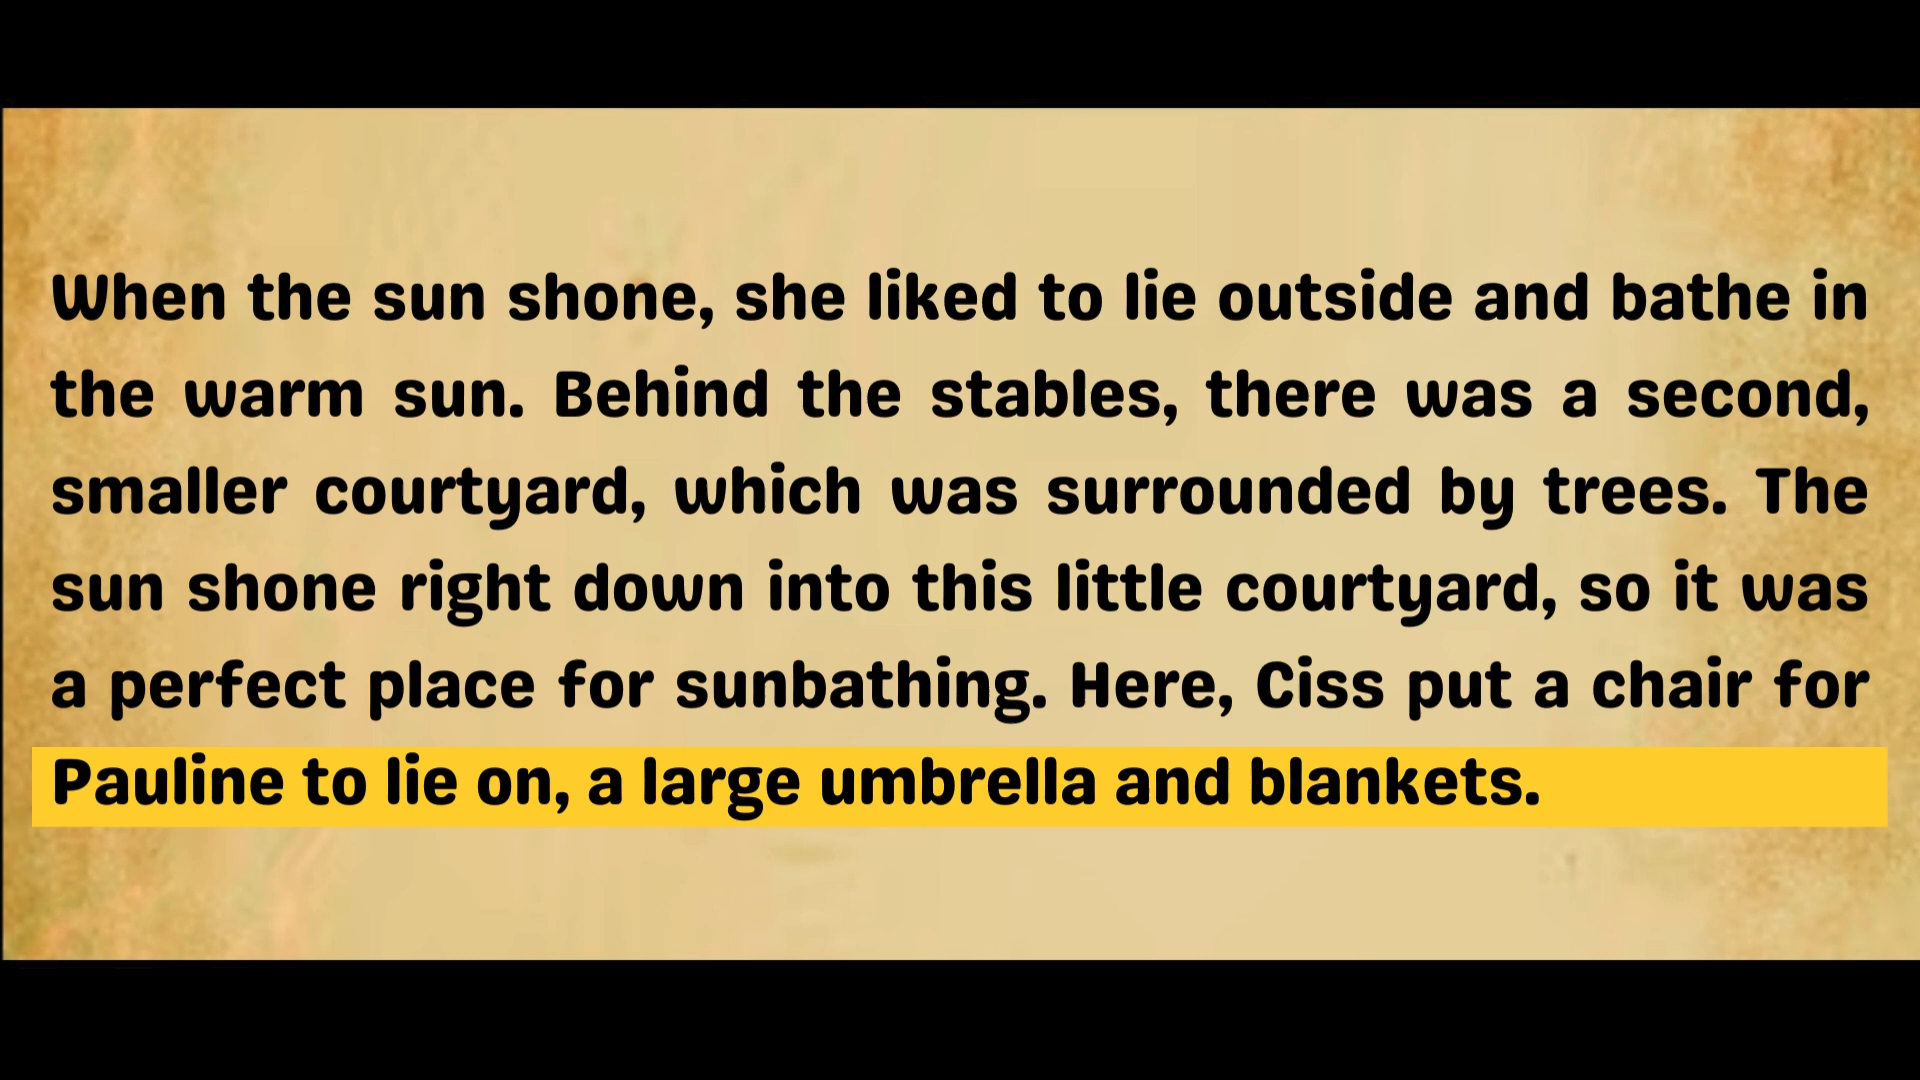 When the sun shone, she liked to lie outside and bathe in
the warm sun. Behind the stables, there was a second,
smaller courtyard, which was surrounded by trees. The
sun shone right down into this little courtyard, so it was
a perfect place for sunbathing. Here, Ciss put a chair for
Pauline to lie on, a large umbrella and blankets.